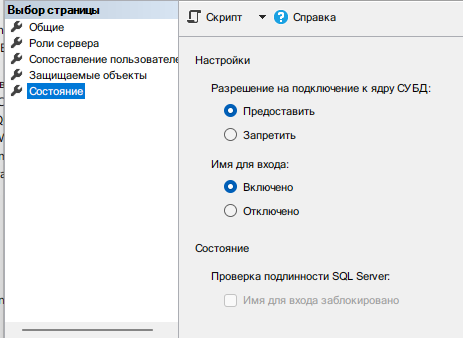 Выбор страницы
Общие
Роли сервера
Сопоставление пользователе
Защищаемые объекты
Состояние
Скрипт
Справка
Настройки
Разрешение на подключение к ядру СУБД:
Предоставить
Запретить
Имя для входа:
Включено
Отключено
Состояние
Проверка подлинности SQL Server:
Имя для входа заблокировано